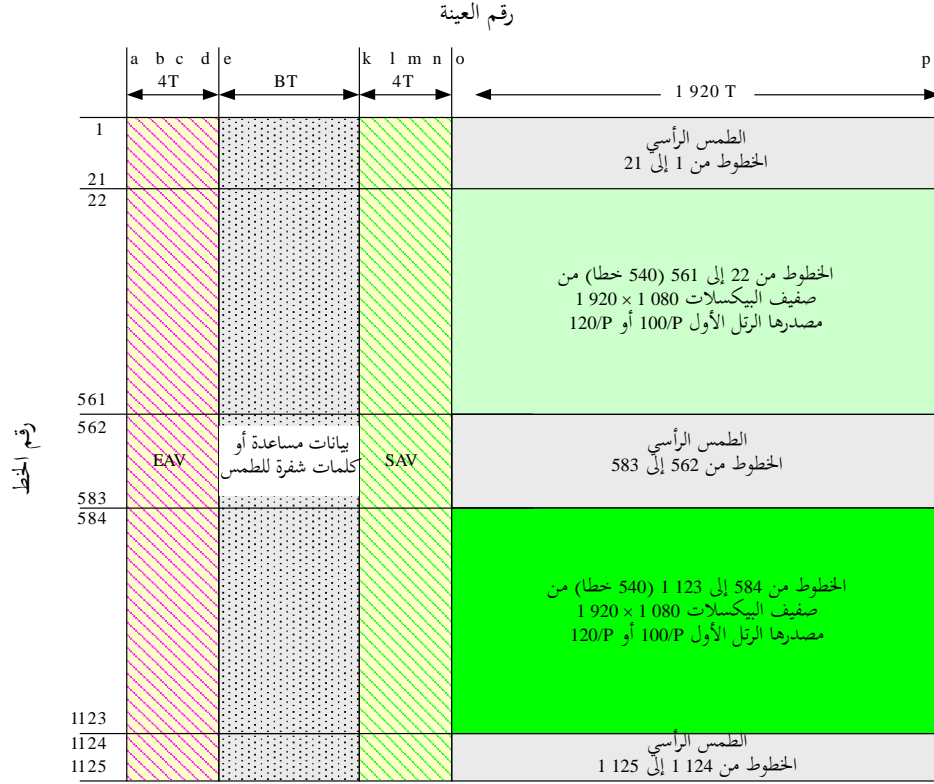 رقم العينة
a b c d e k l m n o p
4T BT 4T 1 920 T
1
الطمس الرأسي
الخطوط من 1 إلى 21
21
22
الخطوط من 22 إلى 561 (540 خطا) من
صفيف البيكسلات 080 1 × 920 1
مصدرها الرتل الأول 100/P أو 120/P
561
562
الطمس الرأسي
الخطوط من 562 إلى 583
EAV
بيانات مساعدة أو
كلمات شفرة للطمس
SAV
رقم الخط
583
584
الخطوط من 584 إلى 123 1 (540 خطا) من
صفيف البيكسلات 080 1 × 920 1
مصدرها الرتل الأول 100/P أو 120/P
1123
1124
الطمس الرأسي
1125
الخطوط من 124 1 إلى 125 1